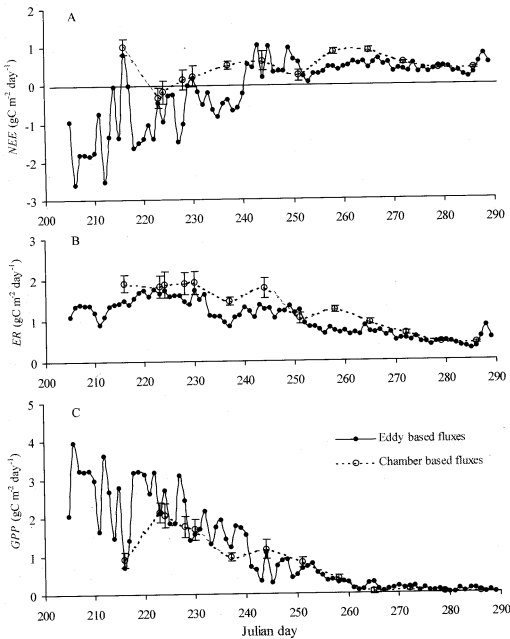 A
2
1
0
-1
-2
-3
NEE (gC m⁻² day⁻¹)
200 210 220 230 240 250 260 270 280 290
B
3
2
1
0
ER (gC m⁻² day⁻¹)
200 210 220 230 240 250 260 270 280 290
C
5
4
3
2
1
0
GPP (gC m⁻² day⁻¹)
Eddy based fluxes
Chamber based fluxes
200 210 220 230 240 250 260 270 280 290
Julian day